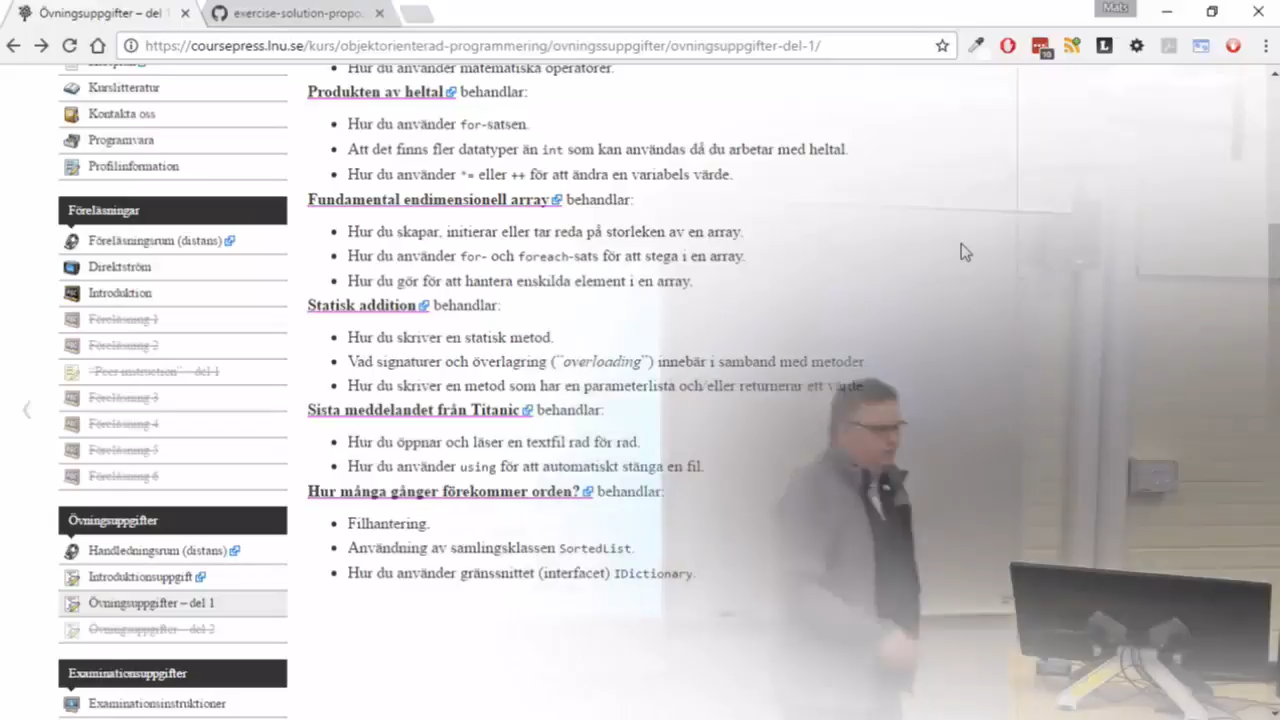 Övningsuppgifter – del 1
exercise-solution-propo
Mats
https://coursepress.lnu.se/kurs/objektorienterad-programmering/ovningssuppgifter/ovningsuppgifter-del-1/
10
Kurslitteratur
Kontakta oss
Programvara
Profilinformation
Föreläsningar
Föreläsningsrum (distans)
Direktström
Introduktion
Föreläsning 1
Föreläsning 2
"Peer instruction" – del 1
Föreläsning 3
Föreläsning 4
Föreläsning 5
Föreläsning 6
Övningsuppgifter
Handledningsrum (distans)
Introduktionsuppgift
Övningsuppgifter – del 1
Övningsuppgifter – del 2
Examinationsuppgifter
Examinationsinstruktioner
Hur du använder matematiska operatorer.
Produkten av heltal behandlar:
Hur du använder for-satsen.
Att det finns fler datatyper än int som kan användas då du arbetar med heltal.
Hur du använder *= eller ++ för att ändra en variabels värde.
Fundamental endimensionell array behandlar:
Hur du skapar, initierar eller tar reda på storleken av en array.
Hur du använder for- och foreach-sats för att stega i en array.
Hur du gör för att hantera enskilda element i en array.
Statisk addition behandlar:
Hur du skriver en statisk metod.
Vad signaturer och överlagring ("overloading") innebär i samband med metoder
Hur du skriver en metod som har en parameterlista och/eller returnerar ett värde
Sista meddelandet från Titanic behandlar:
Hur du öppnar och läser en textfil rad för rad.
Hur du använder using för att automatiskt stänga en fil.
Hur många gånger förekommer orden? behandlar:
Filhantering.
Användning av samlingsklassen SortedList.
Hur du använder gränssnittet (interfacet) IDictionary.